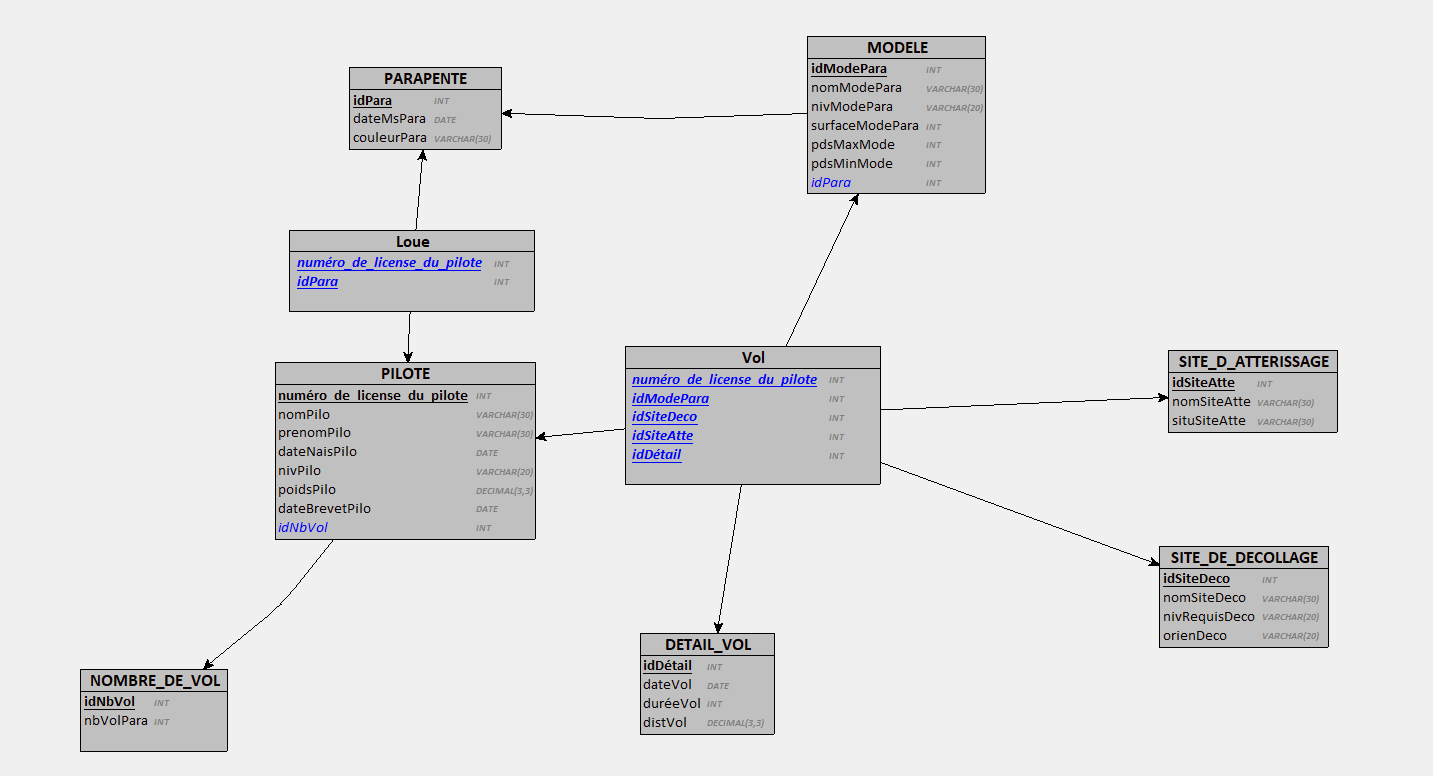 PARAPENTE
idPara INT
dateMsPara DATE
couleurPara VARCHAR(30)
MODELE
idModePara INT
nomModePara VARCHAR(30)
nivModePara VARCHAR(20)
surfaceModePara INT
pdsMaxMode INT
pdsMinMode INT
idPara INT
Loue
numéro_de_license_du_pilote INT
idPara INT
PILOTE
numéro_de_license_du_pilote INT
nomPilo VARCHAR(30)
prenomPilo VARCHAR(30)
dateNaisPilo DATE
nivPilo VARCHAR(20)
poidsPilo DECIMAL(3,3)
dateBrevetPilo DATE
idNbVol INT
Vol
numéro_de_license_du_pilote INT
idModePara INT
idSiteDeco INT
idSiteAtte INT
idDétail INT
SITE_D_ATTERISSAGE
idSiteAtte INT
nomSiteAtte VARCHAR(30)
situSiteAtte VARCHAR(30)
SITE_DE_DECOLLAGE
idSiteDeco INT
nomSiteDeco VARCHAR(30)
nivRequisDeco VARCHAR(20)
orienDeco VARCHAR(20)
DETAIL_VOL
idDétail INT
dateVol DATE
duréeVol INT
distVol DECIMAL(3,3)
NOMBRE_DE_VOL
idNbVol INT
nbVolPara INT